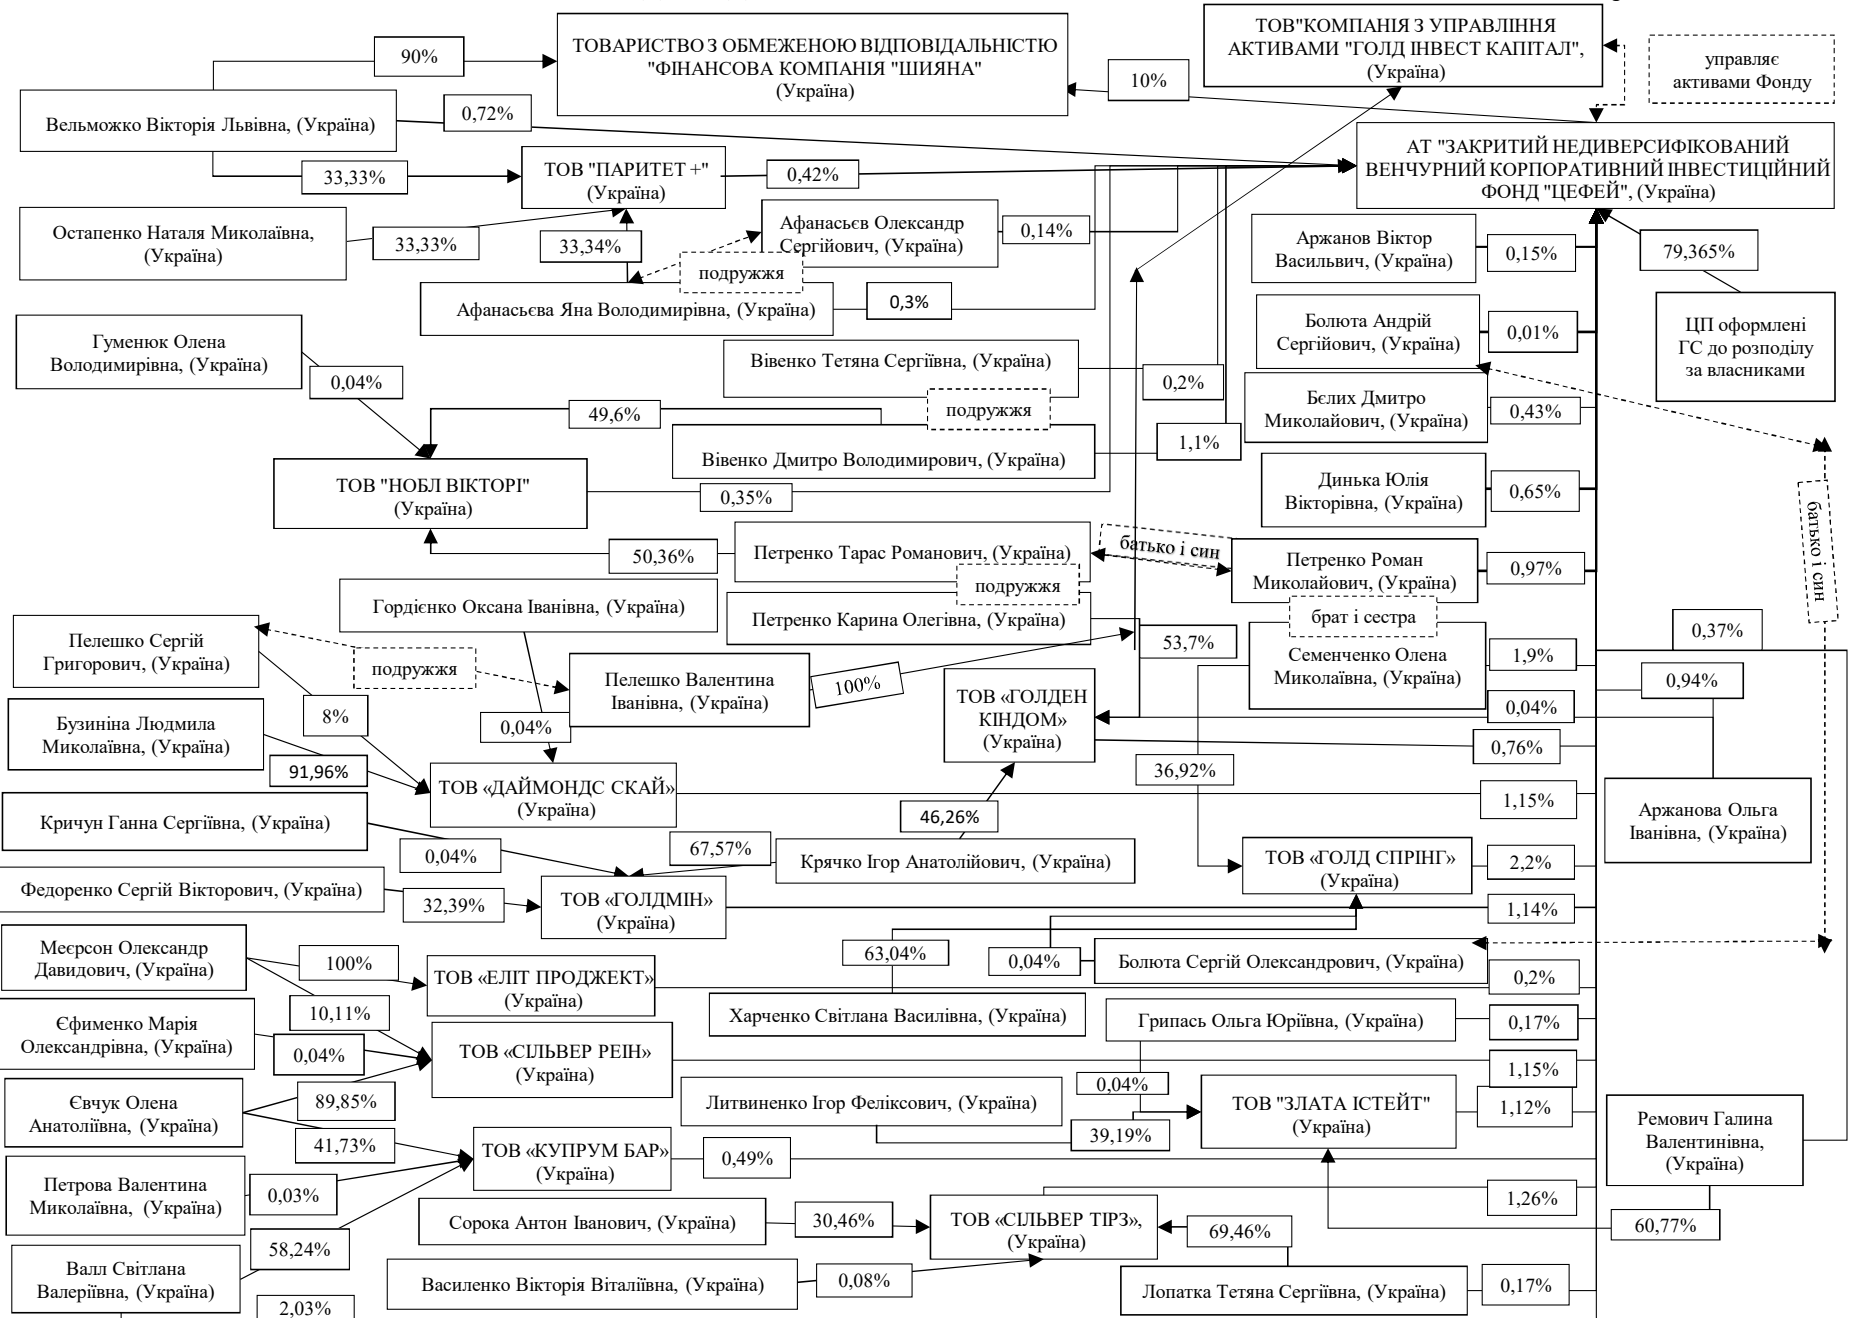 ТОВАРИСТВО З ОБМЕЖЕНОЮ ВІДПОВІДАЛЬНІСТЮ
"ФІНАНСОВА КОМПАНІЯ "ШИЯНА"
(Україна)
ТОВ"КОМПАНІЯ З УПРАВЛІННЯ
АКТИВАМИ "ГОЛД ІНВЕСТ КАПІТАЛ",
(Україна)
управляє
активами Фонду
90%
10%
Вельможко Вікторія Львівна, (Україна)
0,72%
33,33%
ТОВ "ПАРИТЕТ +"
(Україна)
0,42%
АТ "ЗАКРИТИЙ НЕДИВЕРСИФІКОВАНИЙ
ВЕНЧУРНИЙ КОРПОРАТИВНИЙ ІНВЕСТИЦІЙНИЙ
ФОНД "ЦЕФЕЙ", (Україна)
Остапенко Наталя Миколаївна,
(Україна)
33,33%
33,34%
Афанасьєв Олександр
Сергійович, (Україна)
0,14%
подружжя
Афанасьєва Яна Володимирівна, (Україна)
0,3%
Аржанов Віктор
Васильвич, (Україна)
0,15%
79,365%
ЦП оформлені
ГС до розподілу
за власниками
Болюта Андрій
Сергійович, (Україна)
0,01%
Гуменюк Олена
Володимирівна, (Україна)
0,04%
Вівенко Тетяна Сергіївна, (Україна)
0,2%
подружжя
49,6%
Вівенко Дмитро Володимирович, (Україна)
1,1%
Бєлих Дмитро
Миколайович, (Україна)
0,43%
ТОВ "НОБЛ ВІКТОРІ"
(Україна)
0,35%
Динька Юлія
Вікторівна, (Україна)
0,65%
батько і син
50,36%
Петренко Тарас Романович, (Україна)
батько і син
Петренко Роман
Миколайович, (Україна)
0,97%
подружжя
Петренко Карина Олегівна, (Україна)
53,7%
брат і сестра
Семенченко Олена
Миколаївна, (Україна)
1,9%
0,37%
0,94%
Гордієнко Оксана Іванівна, (Україна)
Пелешко Сергій
Григорович, (Україна)
подружжя
Пелешко Валентина
Іванівна, (Україна)
100%
8%
0,04%
Бузиніна Людмила
Миколаївна, (Україна)
91,96%
ТОВ «ГОЛДЕН
КІНДОМ»
(Україна)
0,04%
0,76%
36,92%
ТОВ «ДАЙМОНДС СКАЙ»
(Україна)
1,15%
Аржанова Ольга
Іванівна, (Україна)
Кричун Ганна Сергіївна, (Україна)
0,04%
46,26%
67,57%
Крячко Ігор Анатолійович, (Україна)
ТОВ «ГОЛД СПРІНГ»
(Україна)
2,2%
Федоренко Сергій Вікторович, (Україна)
32,39%
ТОВ «ГОЛДМІН»
(Україна)
1,14%
Меєрсон Олександр
Давидович, (Україна)
100%
ТОВ «ЕЛІТ ПРОДЖЕКТ»
(Україна)
63,04%
0,04%
Болюта Сергій Олександрович, (Україна)
0,2%
10,11%
Харченко Світлана Василівна, (Україна)
Грипась Ольга Юріївна, (Україна)
0,17%
Єфименко Марія
Олександрівна, (Україна)
0,04%
ТОВ «СІЛЬВЕР РЕІН»
(Україна)
1,15%
Євчук Олена
Анатоліївна, (Україна)
89,85%
41,73%
Литвиненко Ігор Феліксович, (Україна)
0,04%
39,19%
ТОВ "ЗЛАТА ІСТЕЙТ"
(Україна)
1,12%
Ремович Галина
Валентинівна,
(Україна)
ТОВ «КУПРУМ БАР»
(Україна)
0,49%
Петрова Валентина
Миколаївна, (Україна)
0,03%
1,26%
60,77%
Сорока Антон Іванович, (Україна)
30,46%
ТОВ «СІЛЬВЕР ТІРЗ»,
(Україна)
69,46%
58,24%
Валл Світлана
Валеріївна, (Україна)
Василенко Вікторія Віталіївна, (Україна)
0,08%
Лопатка Тетяна Сергіївна, (Україна)
0,17%
2,03%